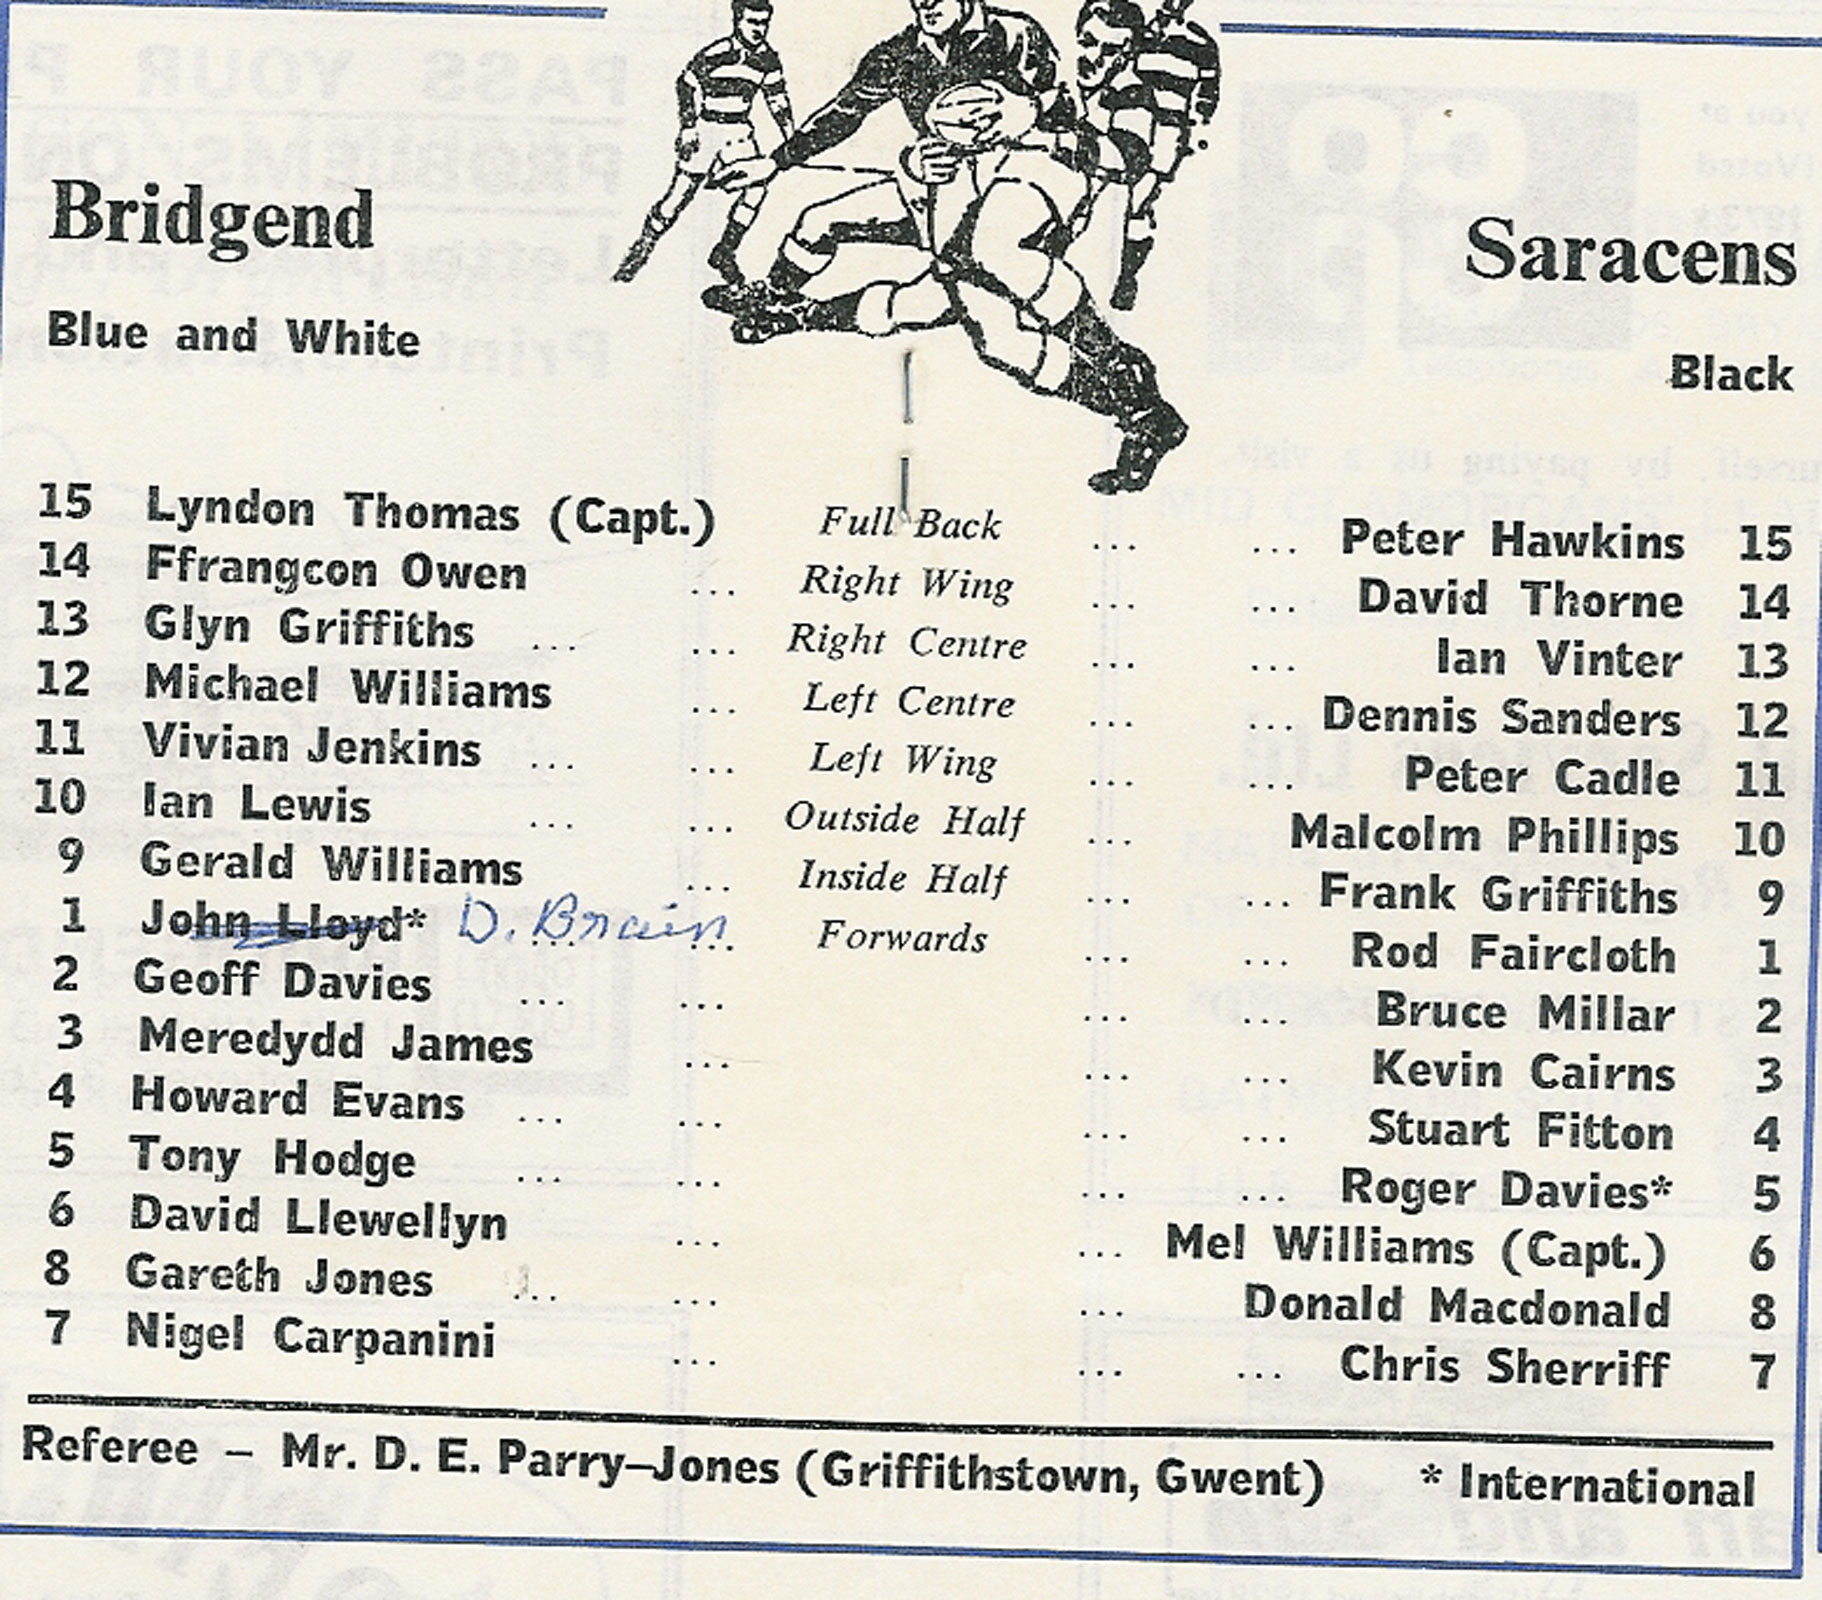 Bridgend
Saracens
Blue and White
Black
15 Lyndon Thomas (Capt.) Full Back ... ... Peter Hawkins 15
14 Ffrangcon Owen ... Right Wing ... ... David Thorne 14
13 Glyn Griffiths ... ... Right Centre ... ... Ian Vinter 13
12 Michael Williams ... Left Centre ... ... Dennis Sanders 12
11 Vivian Jenkins ... ... Left Wing ... ... Peter Cadle 11
10 Ian Lewis ... ... Outside Half ... Malcolm Phillips 10
9 Gerald Williams ... Inside Half ... ... Frank Griffiths 9
1 John Lloyd* D. Brain ... ... Forwards ... ... Rod Faircloth 1
2 Geoff Davies ... ... ... ... Bruce Millar 2
3 Meredydd James ... ... ... Kevin Cairns 3
4 Howard Evans ... ... ... ... Stuart Fitton 4
5 Tony Hodge ... ... ... ... Roger Davies* 5
6 David Llewellyn ... ... Mel Williams (Capt.) 6
8 Gareth Jones ... ... ... Donald Macdonald 8
7 Nigel Carpanini ... ... ... Chris Sherriff 7
Referee – Mr. D. E. Parry–Jones (Griffithstown, Gwent) * International